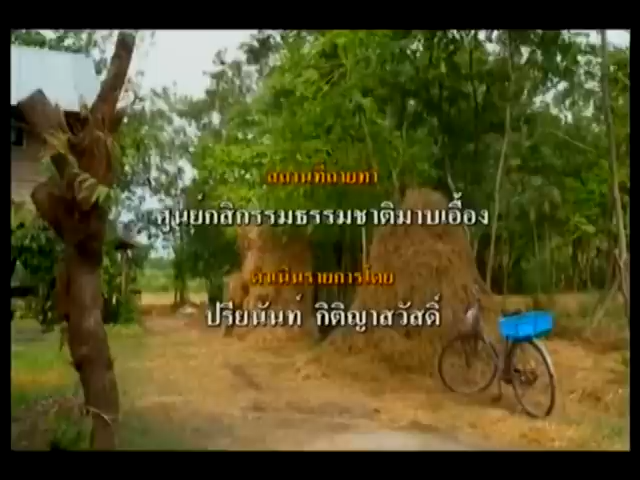 สถานที่ถ่ายทำ
ศูนย์กสิกรรมธรรมชาติมาบเอื้อง
ดำเนินรายการโดย
ปรียนันท์ กิติญาสวัสดิ์